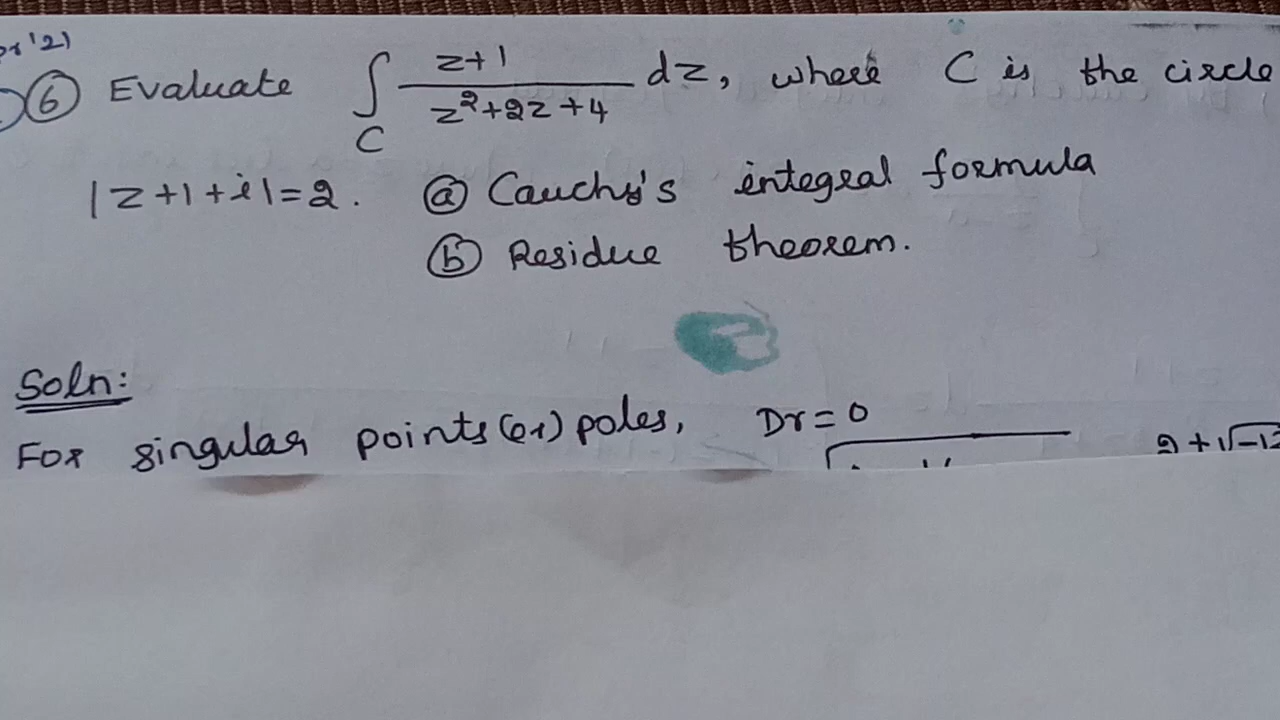 '21
⑥ Evaluate ∫_C (z+1)/(z²+2z+4) dz, where C is the circle
|z+1+i|=2. ⓐ Cauchy's integral formula
ⓑ Residue theorem.
Soln:
For singular points(or) poles, Dr=0